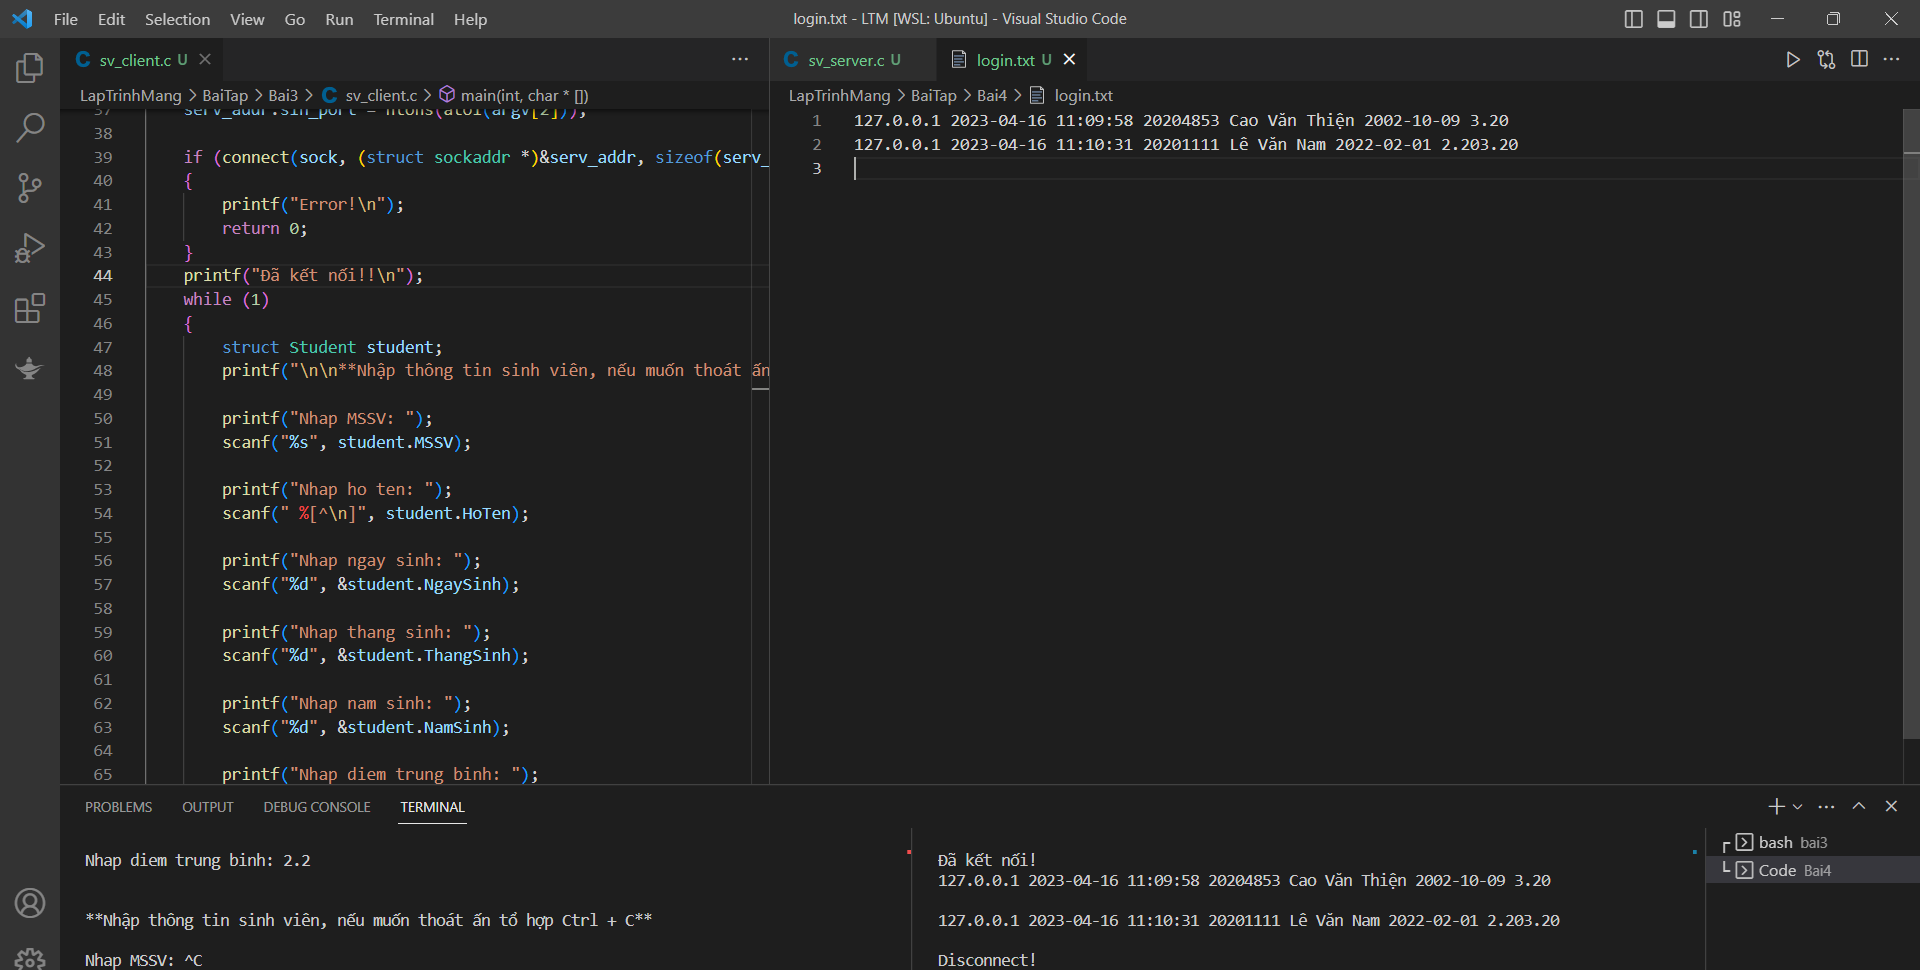 File Edit Selection View Go Run Terminal Help
login.txt - LTM [WSL: Ubuntu] - Visual Studio Code
C sv_client.c U
LapTrinhMang > BaiTap > Bai3 > C sv_client.c > main(int, char * [])
37 serv_addr.sin_port = htons(atoi(argv[2]));
38
39 if (connect(sock, (struct sockaddr *)&serv_addr, sizeof(serv_
40 {
41 printf("Error!\n");
42 return 0;
43 }
44 printf("Đã kết nối!!\n");
45 while (1)
46 {
47 struct Student student;
48 printf("\n\n**Nhập thông tin sinh viên, nếu muốn thoát ấn
49
50 printf("Nhap MSSV: ");
51 scanf("%s", student.MSSV);
52
53 printf("Nhap ho ten: ");
54 scanf(" %[^\n]", student.HoTen);
55
56 printf("Nhap ngay sinh: ");
57 scanf("%d", &student.NgaySinh);
58
59 printf("Nhap thang sinh: ");
60 scanf("%d", &student.ThangSinh);
61
62 printf("Nhap nam sinh: ");
63 scanf("%d", &student.NamSinh);
64
65 printf("Nhap diem trung binh: ");
C sv_server.c U
login.txt U
LapTrinhMang > BaiTap > Bai4 > login.txt
1 127.0.0.1 2023-04-16 11:09:58 20204853 Cao Văn Thiện 2002-10-09 3.20
2 127.0.0.1 2023-04-16 11:10:31 20201111 Lê Văn Nam 2022-02-01 2.203.20
3
PROBLEMS OUTPUT DEBUG CONSOLE TERMINAL
Nhap diem trung binh: 2.2
**Nhập thông tin sinh viên, nếu muốn thoát ấn tổ hợp Ctrl + C**
Nhap MSSV: ^C
Đã kết nối!
127.0.0.1 2023-04-16 11:09:58 20204853 Cao Văn Thiện 2002-10-09 3.20
127.0.0.1 2023-04-16 11:10:31 20201111 Lê Văn Nam 2022-02-01 2.203.20
Disconnect!
bash bai3
Code Bai4